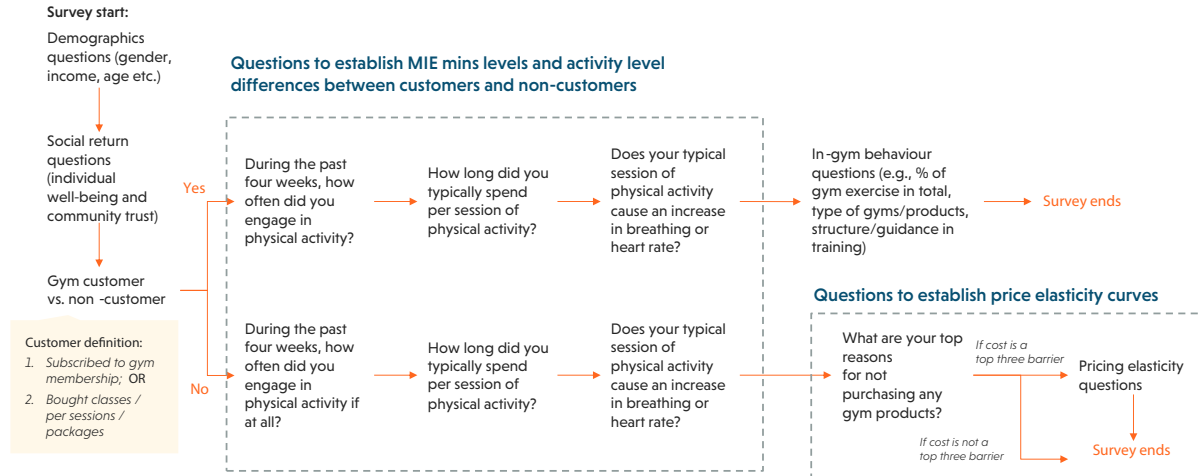 Survey start:
Demographics
questions (gender,
income, age etc.)
Social return
questions
(individual
well-being and
community trust)
Gym customer
vs. non -customer
Customer definition:
1. Subscribed to gym
membership; OR
2. Bought classes /
per sessions /
packages
Questions to establish MIE mins levels and activity level
differences between customers and non-customers
Yes
During the past
four weeks, how
often did you
engage in
physical activity?
How long did you
typically spend
per session of
physical activity?
Does your typical
session of
physical activity
cause an increase
in breathing or
heart rate?
In-gym behaviour
questions (e.g., % of
gym exercise in total,
type of gyms/products,
structure/guidance in
training)
Survey ends
No
During the past
four weeks, how
often did you
engage in
physical activity if
at all?
How long did you
typically spend
per session of
physical activity?
Does your typical
session of
physical activity
cause an increase
in breathing or
heart rate?
Questions to establish price elasticity curves
What are your top
reasons
for not
purchasing any
gym products?
If cost is a
top three barrier
Pricing elasticity
questions
If cost is not a
top three barrier
Survey ends